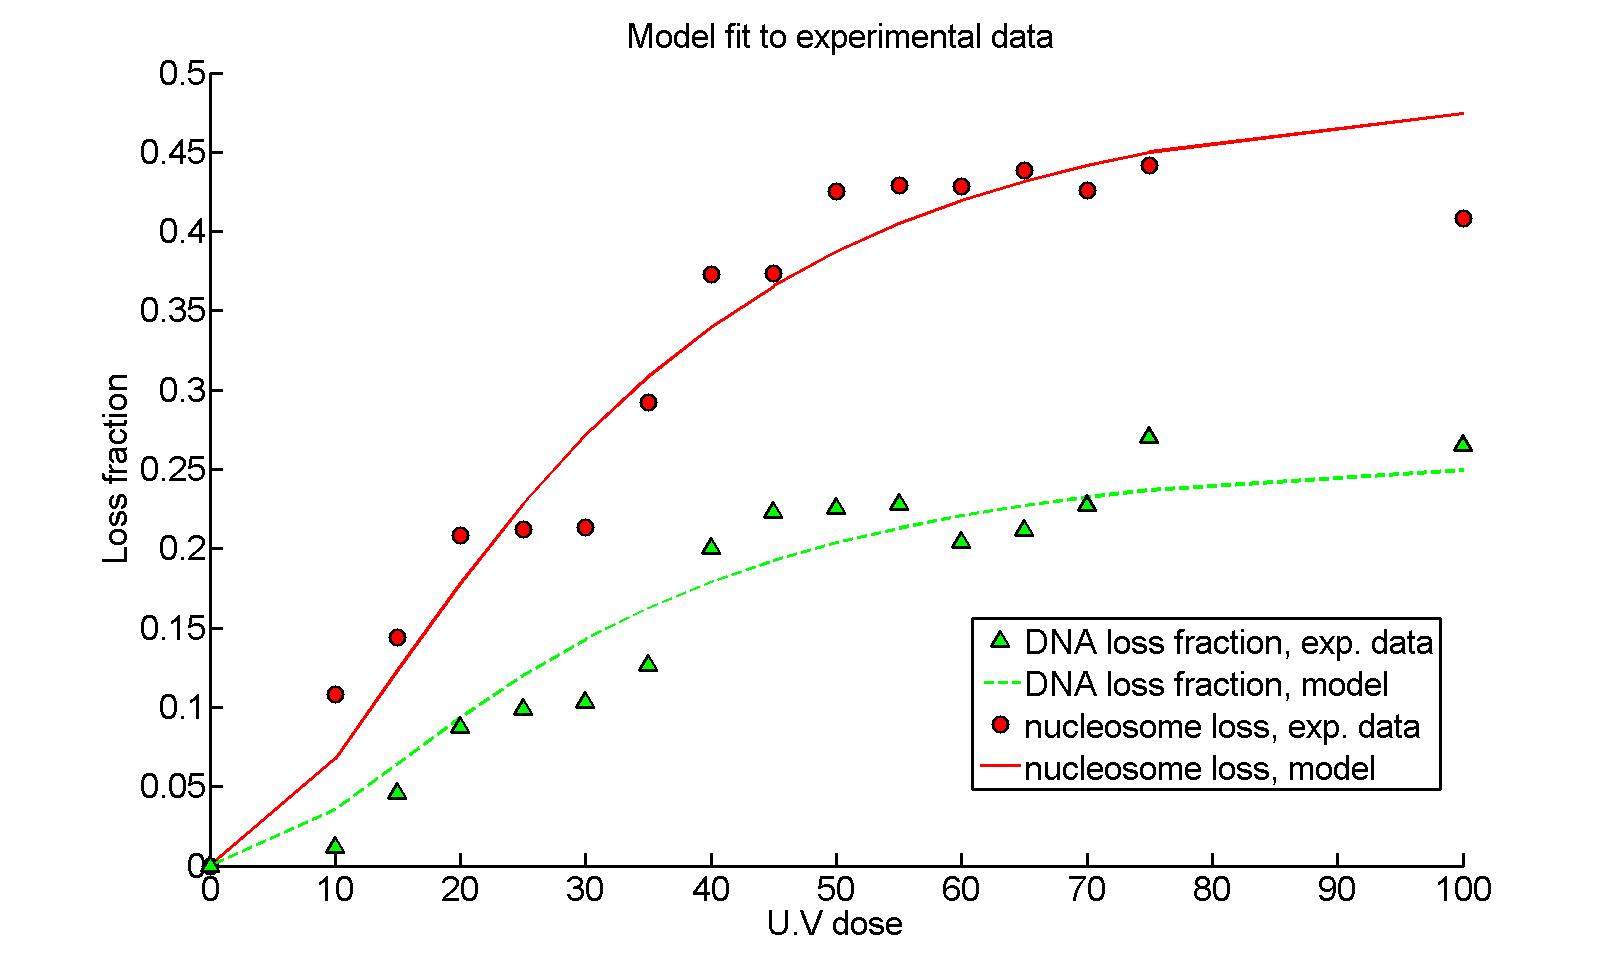 Model fit to experimental data
0.5
0.45
0.4
0.35
0.3
0.25
0.2
0.15
0.1
0.05
0
Loss fraction
DNA loss fraction, exp. data
DNA loss fraction, model
nucleosome loss, exp. data
nucleosome loss, model
0 10 20 30 40 50 60 70 80 90 100
U.V dose